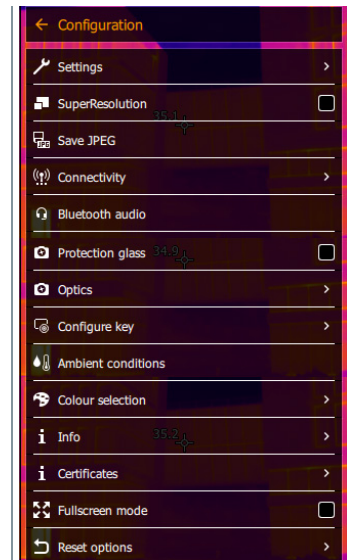 Configuration
Settings
SuperResolution
35.1
Save JPEG
Connectivity
Bluetooth audio
Protection glass 34.9
Optics
Configure key
Ambient conditions
Colour selection
Info 35.2
Certificates
Fullscreen mode
Reset options